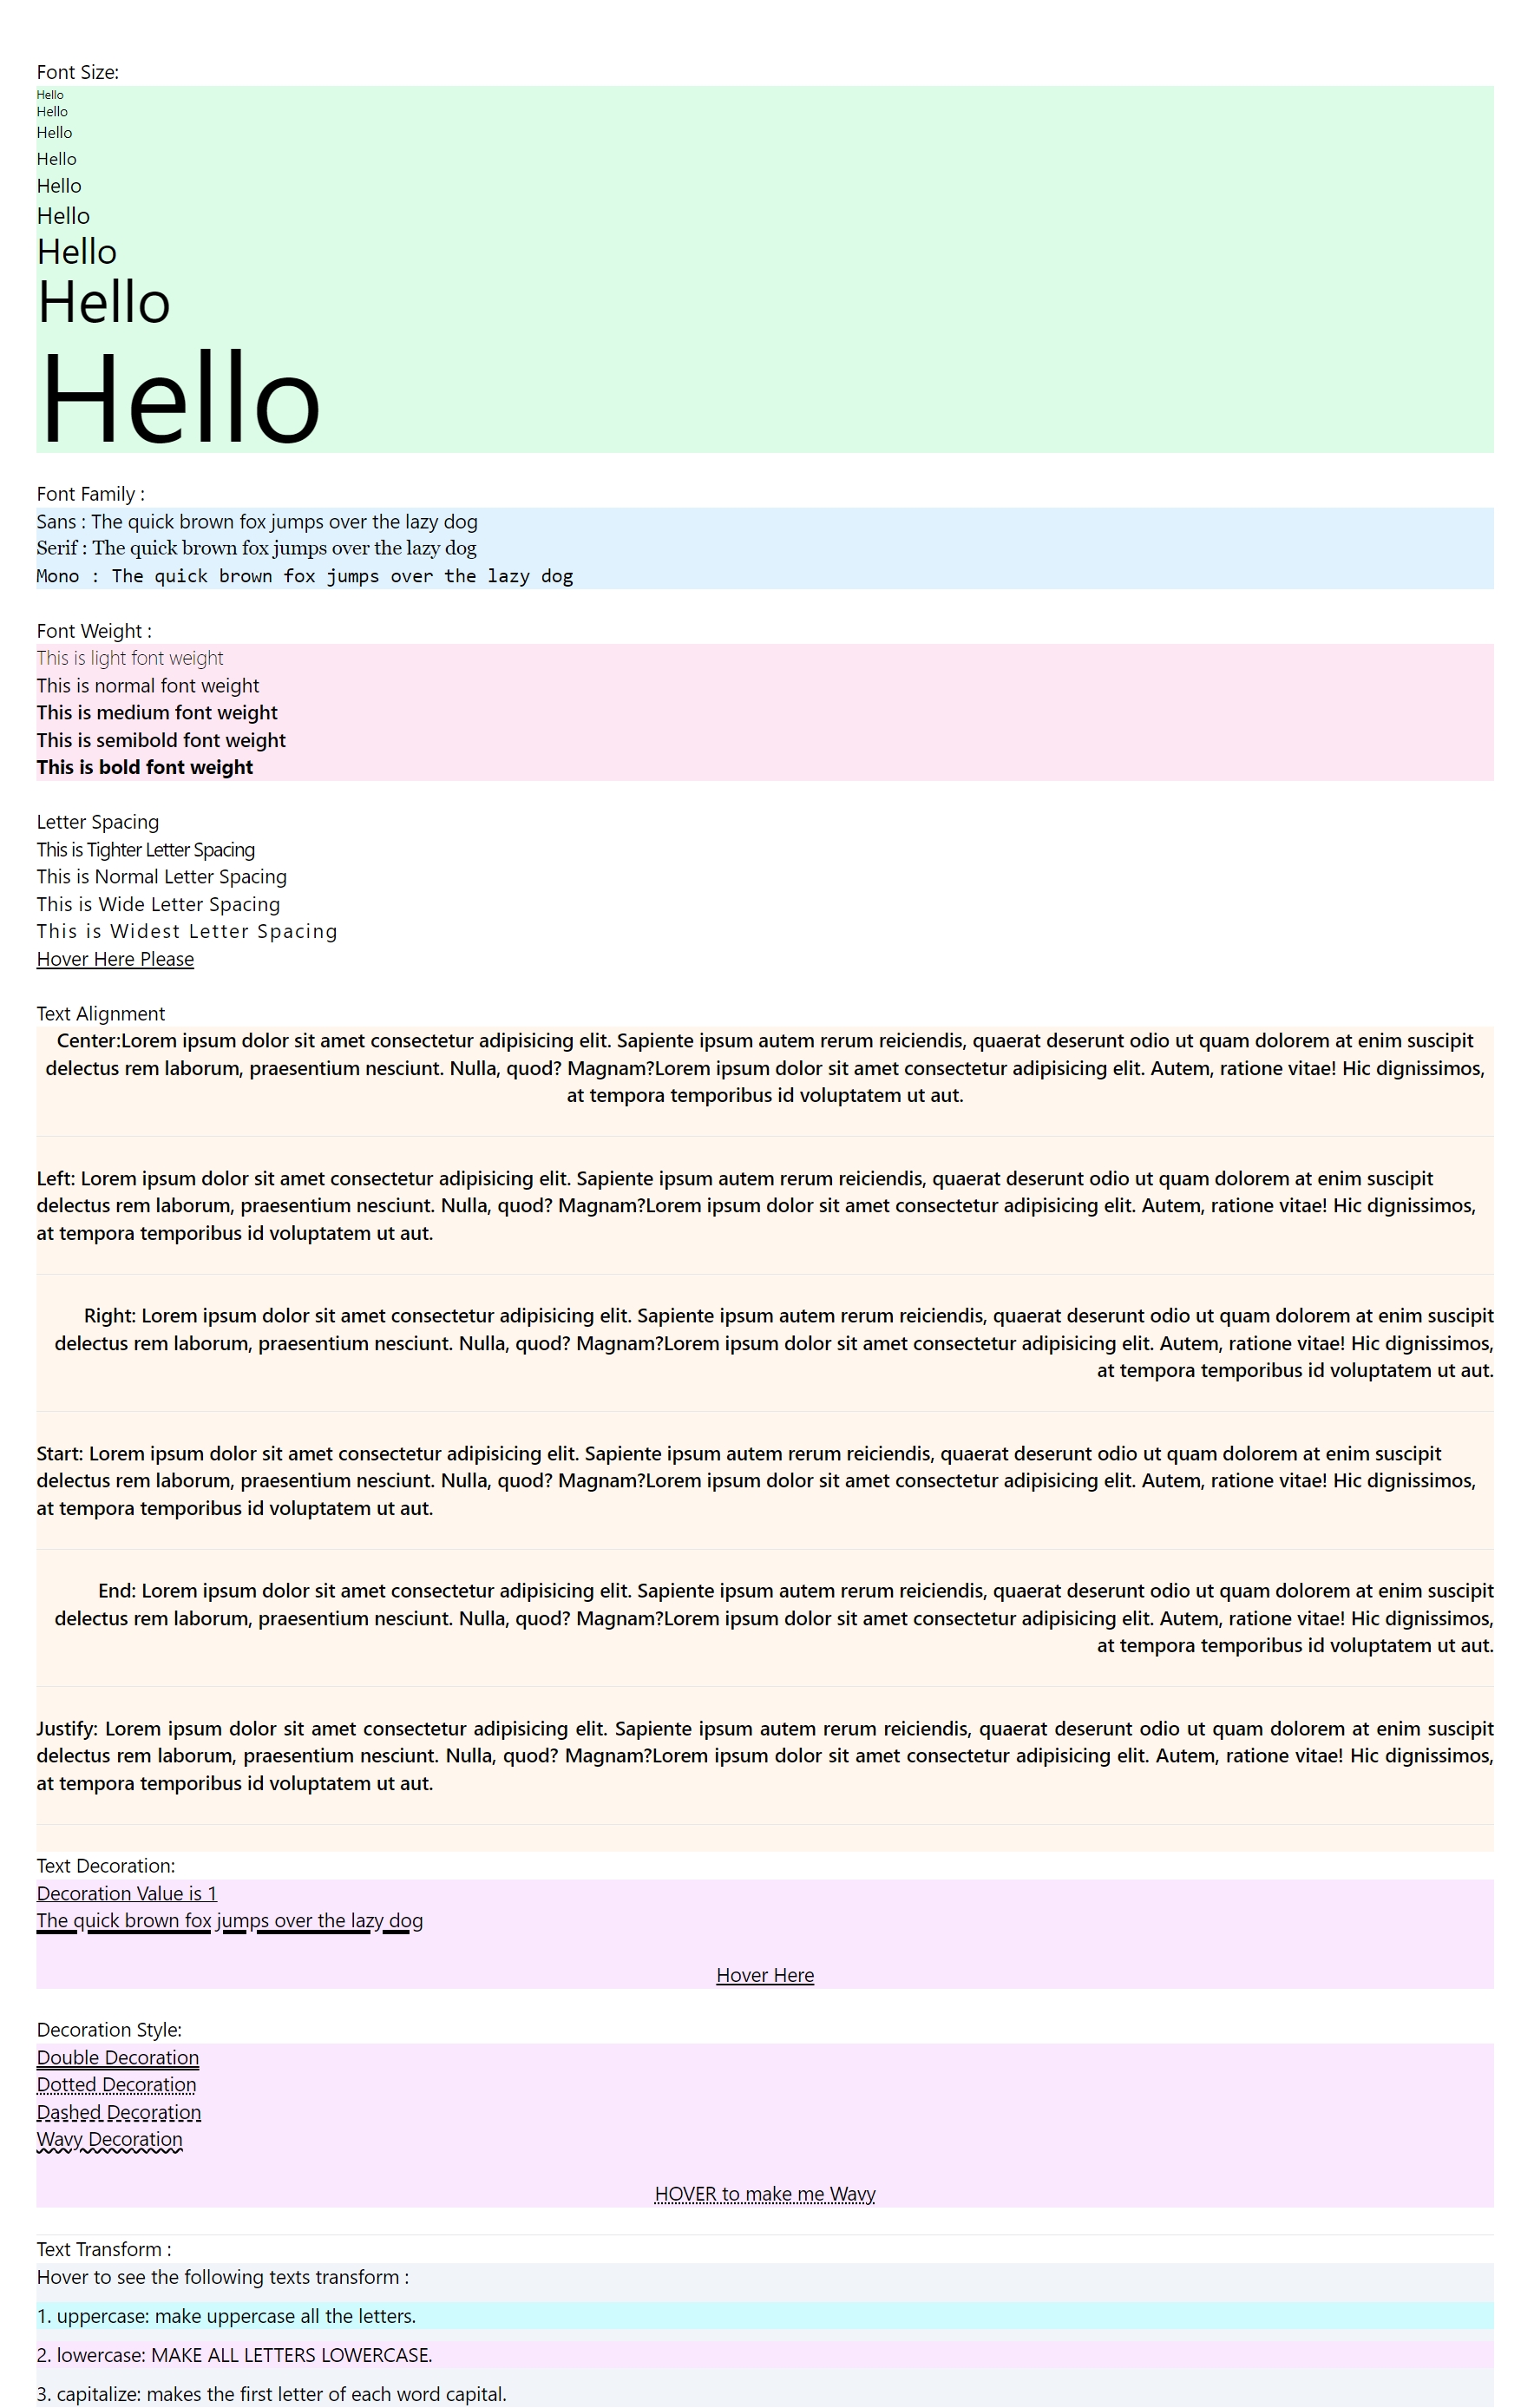 Font Size:
Hello
Hello
Hello
Hello
Hello
Hello
Hello
Hello
Hello
Font Family :
Sans : The quick brown fox jumps over the lazy dog
Serif : The quick brown fox jumps over the lazy dog
Mono : The quick brown fox jumps over the lazy dog
Font Weight :
This is light font weight
This is normal font weight
This is medium font weight
This is semibold font weight
This is bold font weight
Letter Spacing
This is Tighter Letter Spacing
This is Normal Letter Spacing
This is Wide Letter Spacing
This is Widest Letter Spacing
Hover Here Please
Text Alignment
Center:Lorem ipsum dolor sit amet consectetur adipisicing elit. Sapiente ipsum autem rerum reiciendis, quaerat deserunt odio ut quam dolorem at enim suscipit
delectus rem laborum, praesentium nesciunt. Nulla, quod? Magnam?Lorem ipsum dolor sit amet consectetur adipisicing elit. Autem, ratione vitae! Hic dignissimos,
at tempora temporibus id voluptatem ut aut.
Left: Lorem ipsum dolor sit amet consectetur adipisicing elit. Sapiente ipsum autem rerum reiciendis, quaerat deserunt odio ut quam dolorem at enim suscipit
delectus rem laborum, praesentium nesciunt. Nulla, quod? Magnam?Lorem ipsum dolor sit amet consectetur adipisicing elit. Autem, ratione vitae! Hic dignissimos,
at tempora temporibus id voluptatem ut aut.
Right: Lorem ipsum dolor sit amet consectetur adipisicing elit. Sapiente ipsum autem rerum reiciendis, quaerat deserunt odio ut quam dolorem at enim suscipit
delectus rem laborum, praesentium nesciunt. Nulla, quod? Magnam?Lorem ipsum dolor sit amet consectetur adipisicing elit. Autem, ratione vitae! Hic dignissimos,
at tempora temporibus id voluptatem ut aut.
Start: Lorem ipsum dolor sit amet consectetur adipisicing elit. Sapiente ipsum autem rerum reiciendis, quaerat deserunt odio ut quam dolorem at enim suscipit
delectus rem laborum, praesentium nesciunt. Nulla, quod? Magnam?Lorem ipsum dolor sit amet consectetur adipisicing elit. Autem, ratione vitae! Hic dignissimos,
at tempora temporibus id voluptatem ut aut.
End: Lorem ipsum dolor sit amet consectetur adipisicing elit. Sapiente ipsum autem rerum reiciendis, quaerat deserunt odio ut quam dolorem at enim suscipit
delectus rem laborum, praesentium nesciunt. Nulla, quod? Magnam?Lorem ipsum dolor sit amet consectetur adipisicing elit. Autem, ratione vitae! Hic dignissimos,
at tempora temporibus id voluptatem ut aut.
Justify: Lorem ipsum dolor sit amet consectetur adipisicing elit. Sapiente ipsum autem rerum reiciendis, quaerat deserunt odio ut quam dolorem at enim suscipit
delectus rem laborum, praesentium nesciunt. Nulla, quod? Magnam?Lorem ipsum dolor sit amet consectetur adipisicing elit. Autem, ratione vitae! Hic dignissimos,
at tempora temporibus id voluptatem ut aut.
Text Decoration:
Decoration Value is 1
The quick brown fox jumps over the lazy dog
Hover Here
Decoration Style:
Double Decoration
Dotted Decoration
Dashed Decoration
Wavy Decoration
HOVER to make me Wavy
Text Transform :
Hover to see the following texts transform :
1. uppercase: make uppercase all the letters.
2. lowercase: MAKE ALL LETTERS LOWERCASE.
3. capitalize: makes the first letter of each word capital.